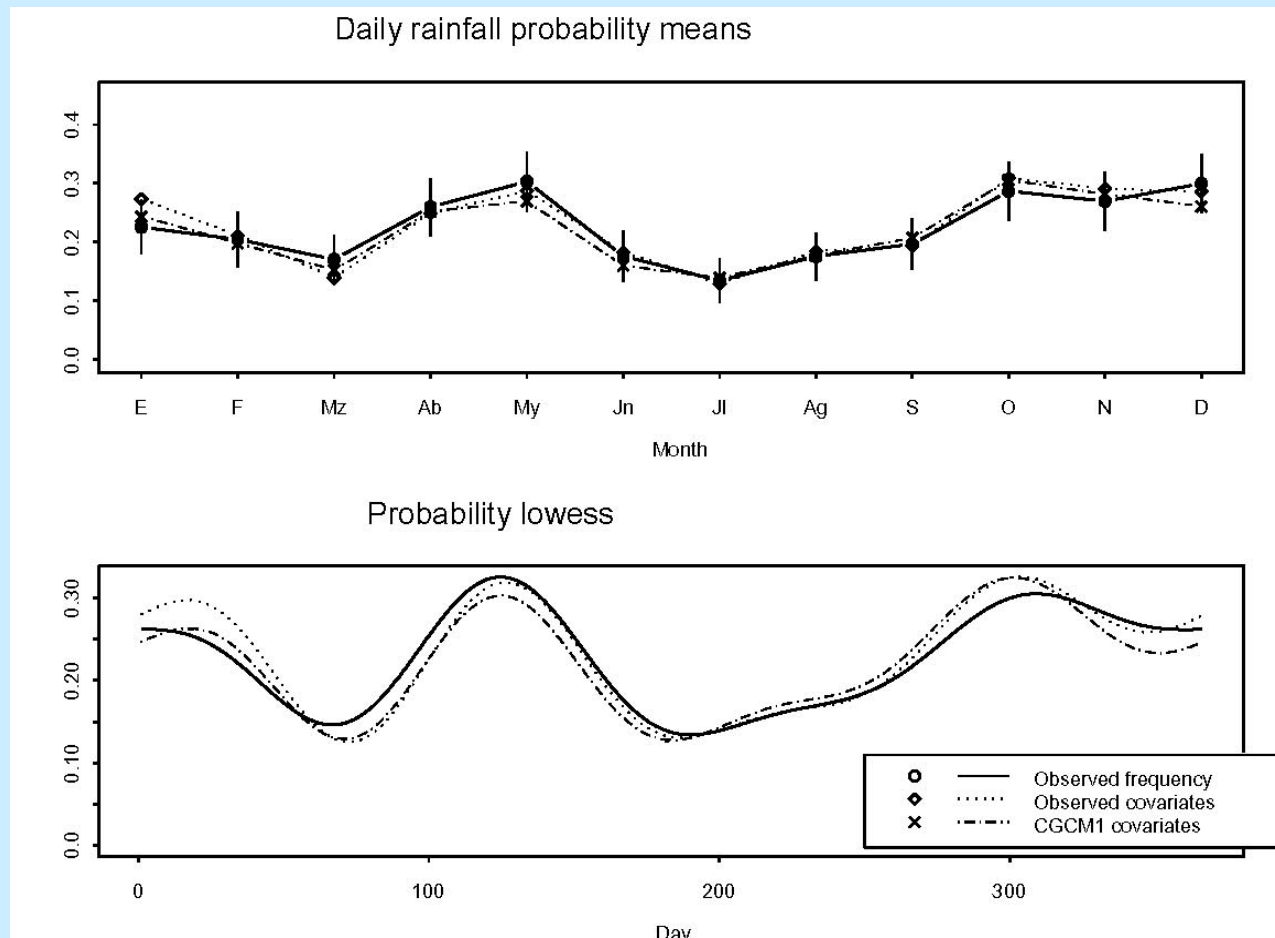 Daily rainfall probability means
0.4
0.3
0.2
0.1
0.0
E F Mz Ab My Jn Jl Ag S O N D
Month
Probability lowess
0.30
0.20
0.10
0.0
Observed frequency
Observed covariates
CGCM1 covariates
0 100 200 300
Day